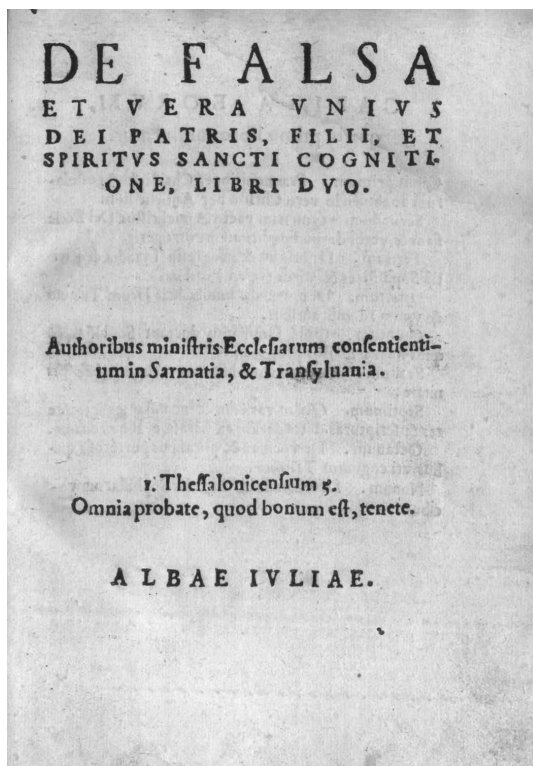 DE FALSA
ET VERA VNIVS
DEI PATRIS, FILII, ET
SPIRITVS SANCTI COGNITI-
ONE, LIBRI DVO.
Authoribus miniſtris Eccleſiarum conſentienti-
um in Sarmatia, & Tranſyluania.
1. Theſſalonicenſium 5.
Omnia probate, quod bonum eſt, tenete.
ALBAE IVLIAE.